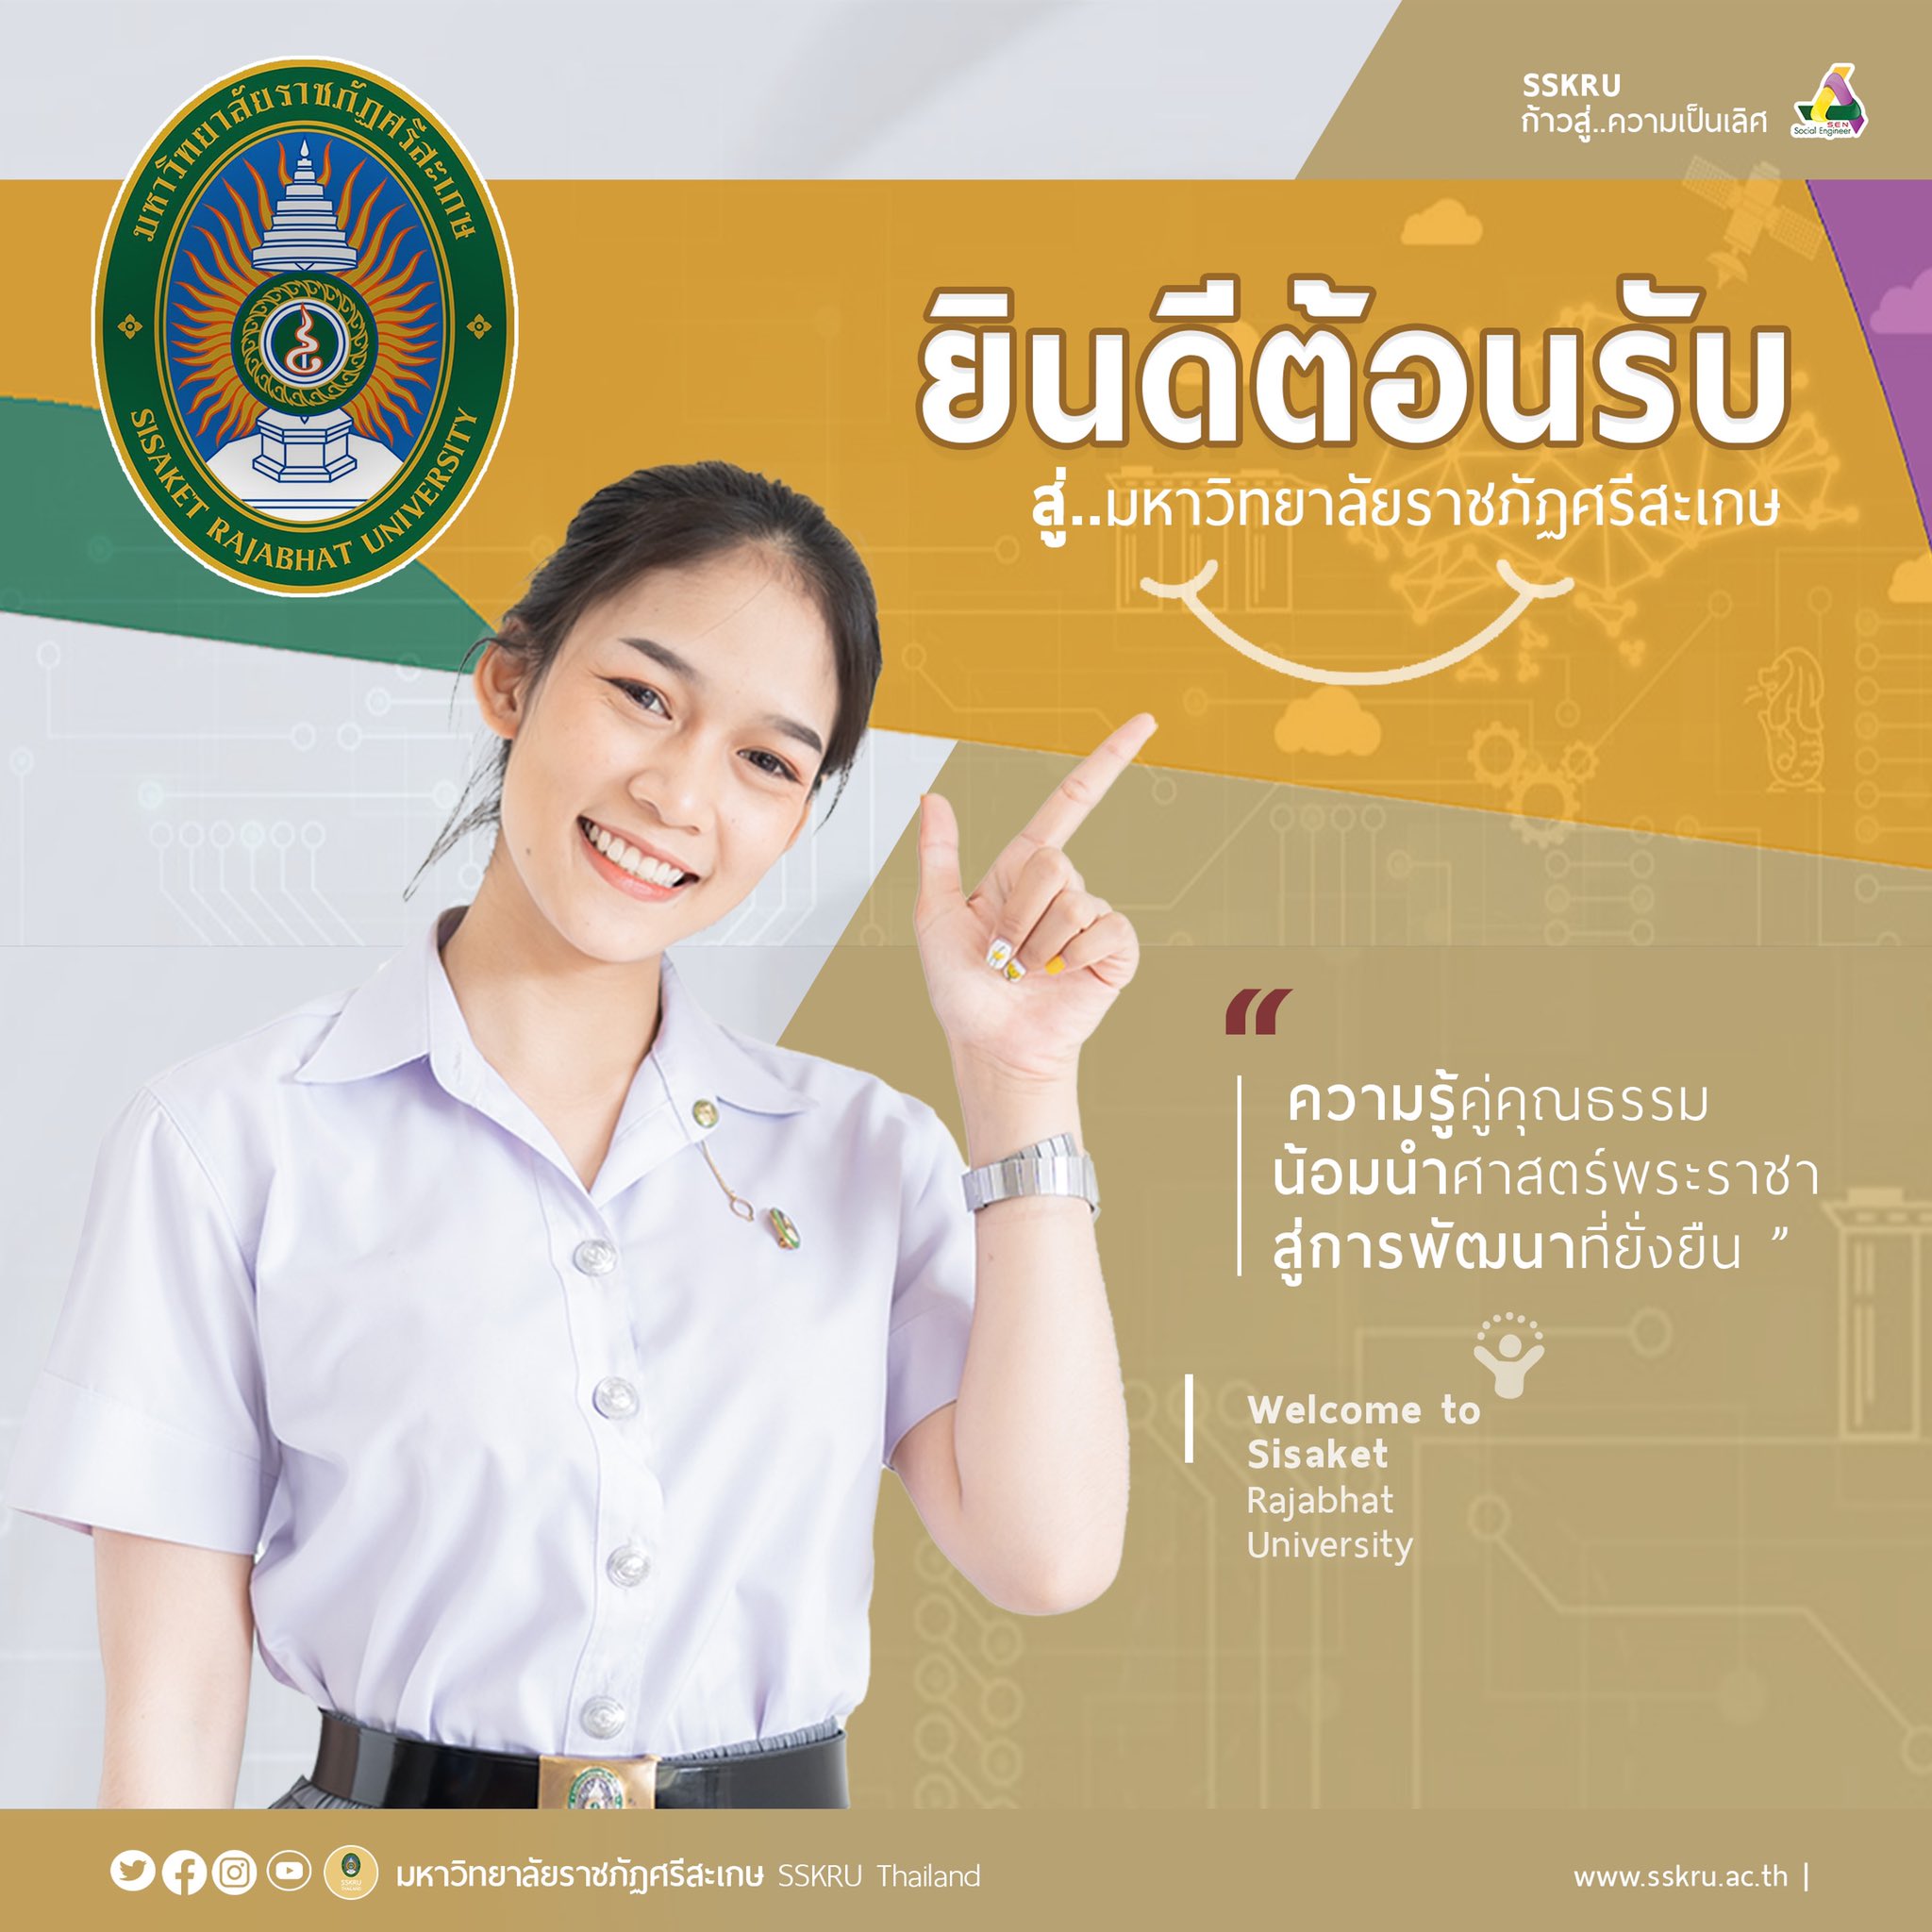 มหาวิทยาลัยราชภัฏศรีสะเกษ
SISAKET RAJABHAT UNIVERSITY
SSKRU
ก้าวสู่..ความเป็นเลิศ
S.E.N
Social Engineer
ยินดีต้อนรับ
สู่..มหาวิทยาลัยราชภัฏศรีสะเกษ
“
ความรู้คู่คุณธรรม
น้อมนำศาสตร์พระราชา
สู่การพัฒนาที่ยั่งยืน ”
Welcome to
Sisaket
Rajabhat
University
มหาวิทยาลัยราชภัฏศรีสะเกษ SSKRU Thailand
www.sskru.ac.th |